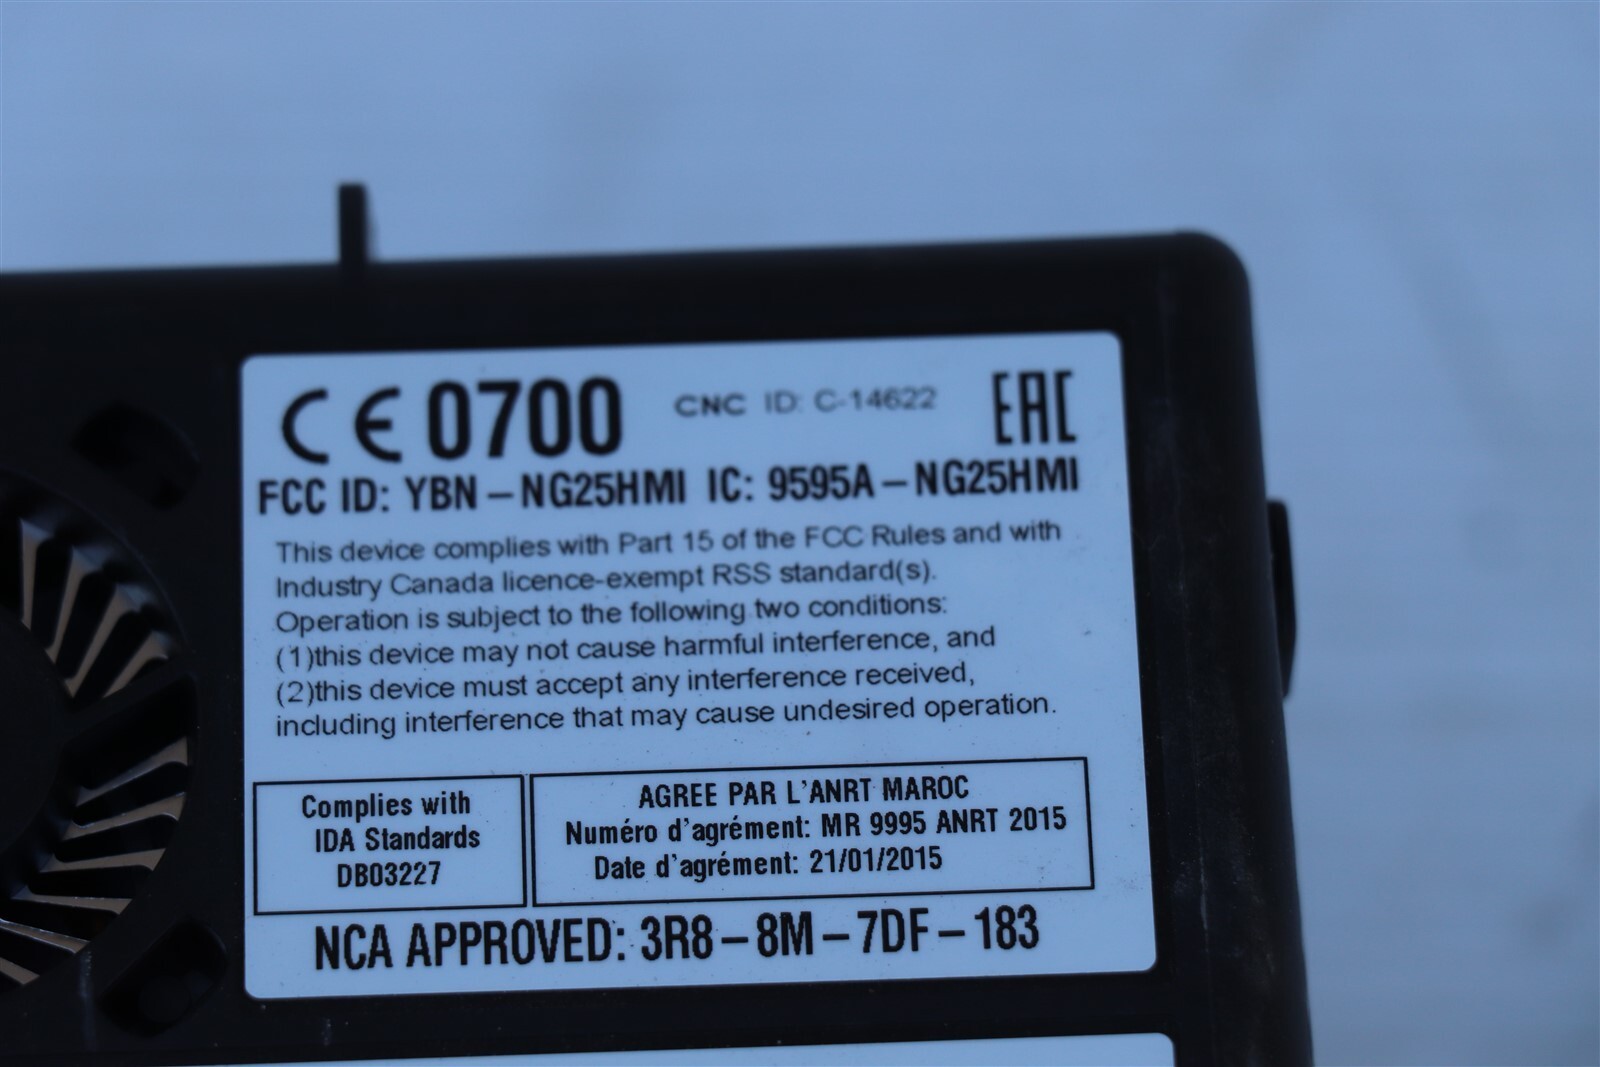 CE 0700 CNC ID: C-14622 EAC
FCC ID: YBN – NG25HMI IC: 9595A – NG25HMI
This device complies with Part 15 of the FCC Rules and with
Industry Canada licence-exempt RSS standard(s).
Operation is subject to the following two conditions:
(1)this device may not cause harmful interference, and
(2)this device must accept any interference received,
including interference that may cause undesired operation.
Complies with
IDA Standards
DB03227
AGREE PAR L'ANRT MAROC
Numéro d'agrément: MR 9995 ANRT 2015
Date d'agrément: 21/01/2015
NCA APPROVED: 3R8 – 8M – 7DF – 183